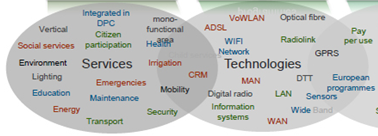 Vertical
Integrated in
DPC
mono-
functional
area
Social services
Citizen
participation
Health
Environment
Services
Irrigation
Lighting
Emergencies
CRM
Education
Maintenance
Mobility
Energy
Transport
Security
VoWLAN
Optical fibre
ADSL
WIFI
Network
Radiolink
GPRS
Technologies
MAN
DTT
Digital radio
LAN
Sensors
Information
systems
Wide Band
WAN
Pay
per use
European
programmes